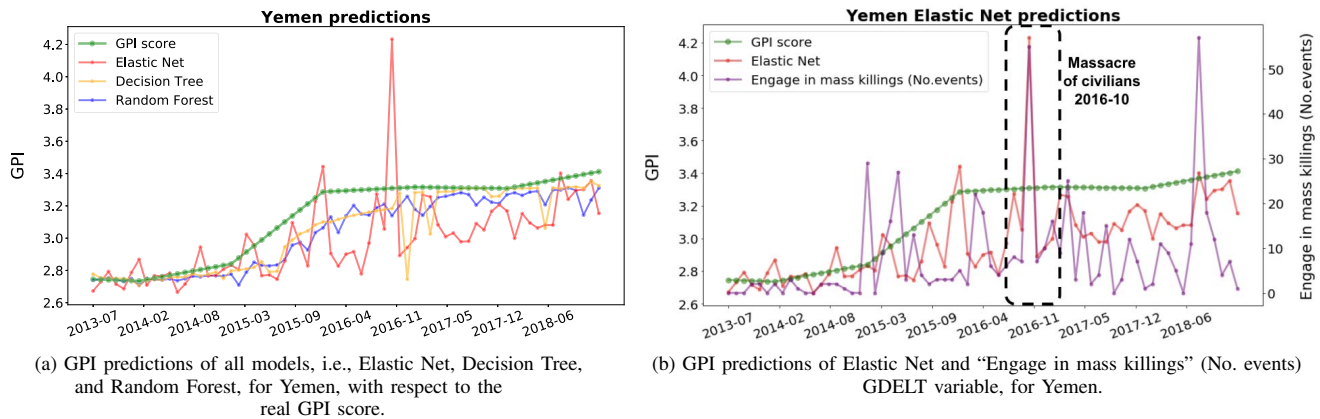 Yemen predictions
GPI score
Elastic Net
Decision Tree
Random Forest
GPI
4.2
4.0
3.8
3.6
3.4
3.2
3.0
2.8
2.6
2013-07
2014-02
2014-08
2015-03
2015-09
2016-04
2016-11
2017-05
2017-12
2018-06
(a) GPI predictions of all models, i.e., Elastic Net, Decision Tree,
and Random Forest, for Yemen, with respect to the
real GPI score.
Yemen Elastic Net predictions
GPI score
Elastic Net
Engage in mass killings (No.events)
Massacre
of civilians
2016-10
GPI
4.2
4.0
3.8
3.6
3.4
3.2
3.0
2.8
2.6
Engage in mass killings (No.events)
50
40
30
20
10
0
2013-07
2014-02
2014-08
2015-03
2015-09
2016-04
2016-11
2017-05
2017-12
2018-06
(b) GPI predictions of Elastic Net and “Engage in mass killings” (No. events)
GDELT variable, for Yemen.